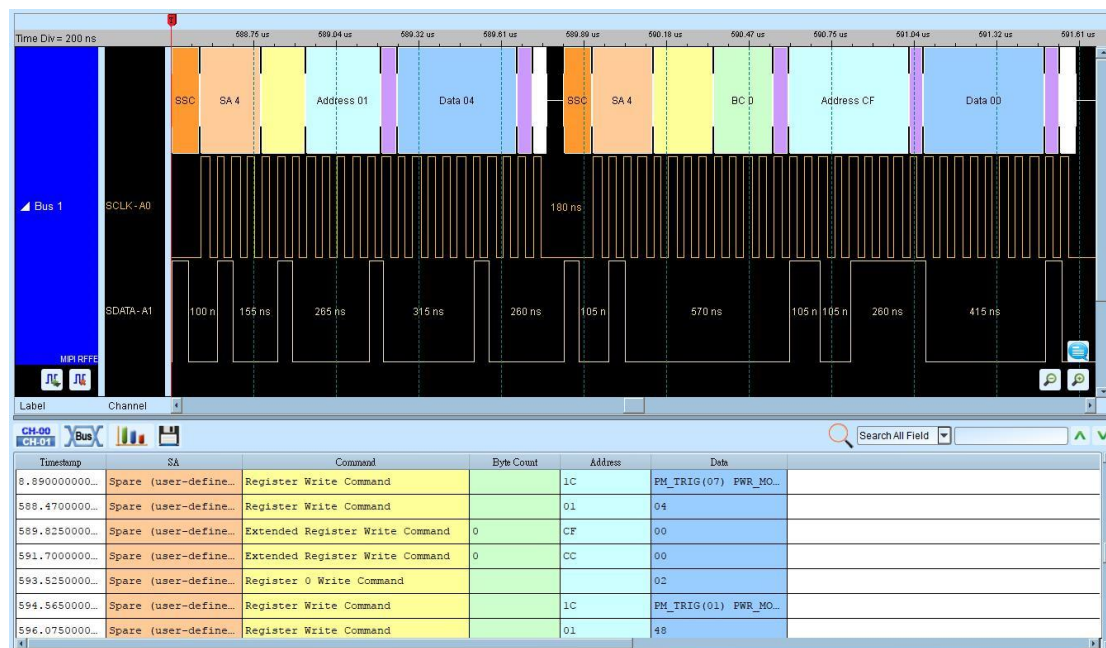 Time Div = 200 ns
588.75 us 589.04 us 589.32 us 589.61 us 589.89 us 590.18 us 590.47 us 590.75 us 591.04 us 591.32 us 591.61 us
SSC SA 4 Address 01 Data 04 SSC SA 4 BC 0 Address CF Data 00
Bus 1 SCLK-A0 180 ns
SDATA-A1 100 n 155 ns 265 ns 315 ns 260 ns 105 n 570 ns 105 n 105 n 260 ns 415 ns
MIPI RFFE
Label Channel
CH-00
CH-01
Bus
Search All Field
Timestamp SA Command Byte Count Address Data
8.890000000... Spare (user-define... Register Write Command 1C PM_TRIG(07) PWR_MO...
588.4700000... Spare (user-define... Register Write Command 01 04
589.8250000... Spare (user-define... Extended Register Write Command 0 CF 00
591.7000000... Spare (user-define... Extended Register Write Command 0 CC 00
593.5250000... Spare (user-define... Register 0 Write Command 02
594.5650000... Spare (user-define... Register Write Command 1C PM_TRIG(01) PWR_MO...
596.0750000... Spare (user-define... Register Write Command 01 48